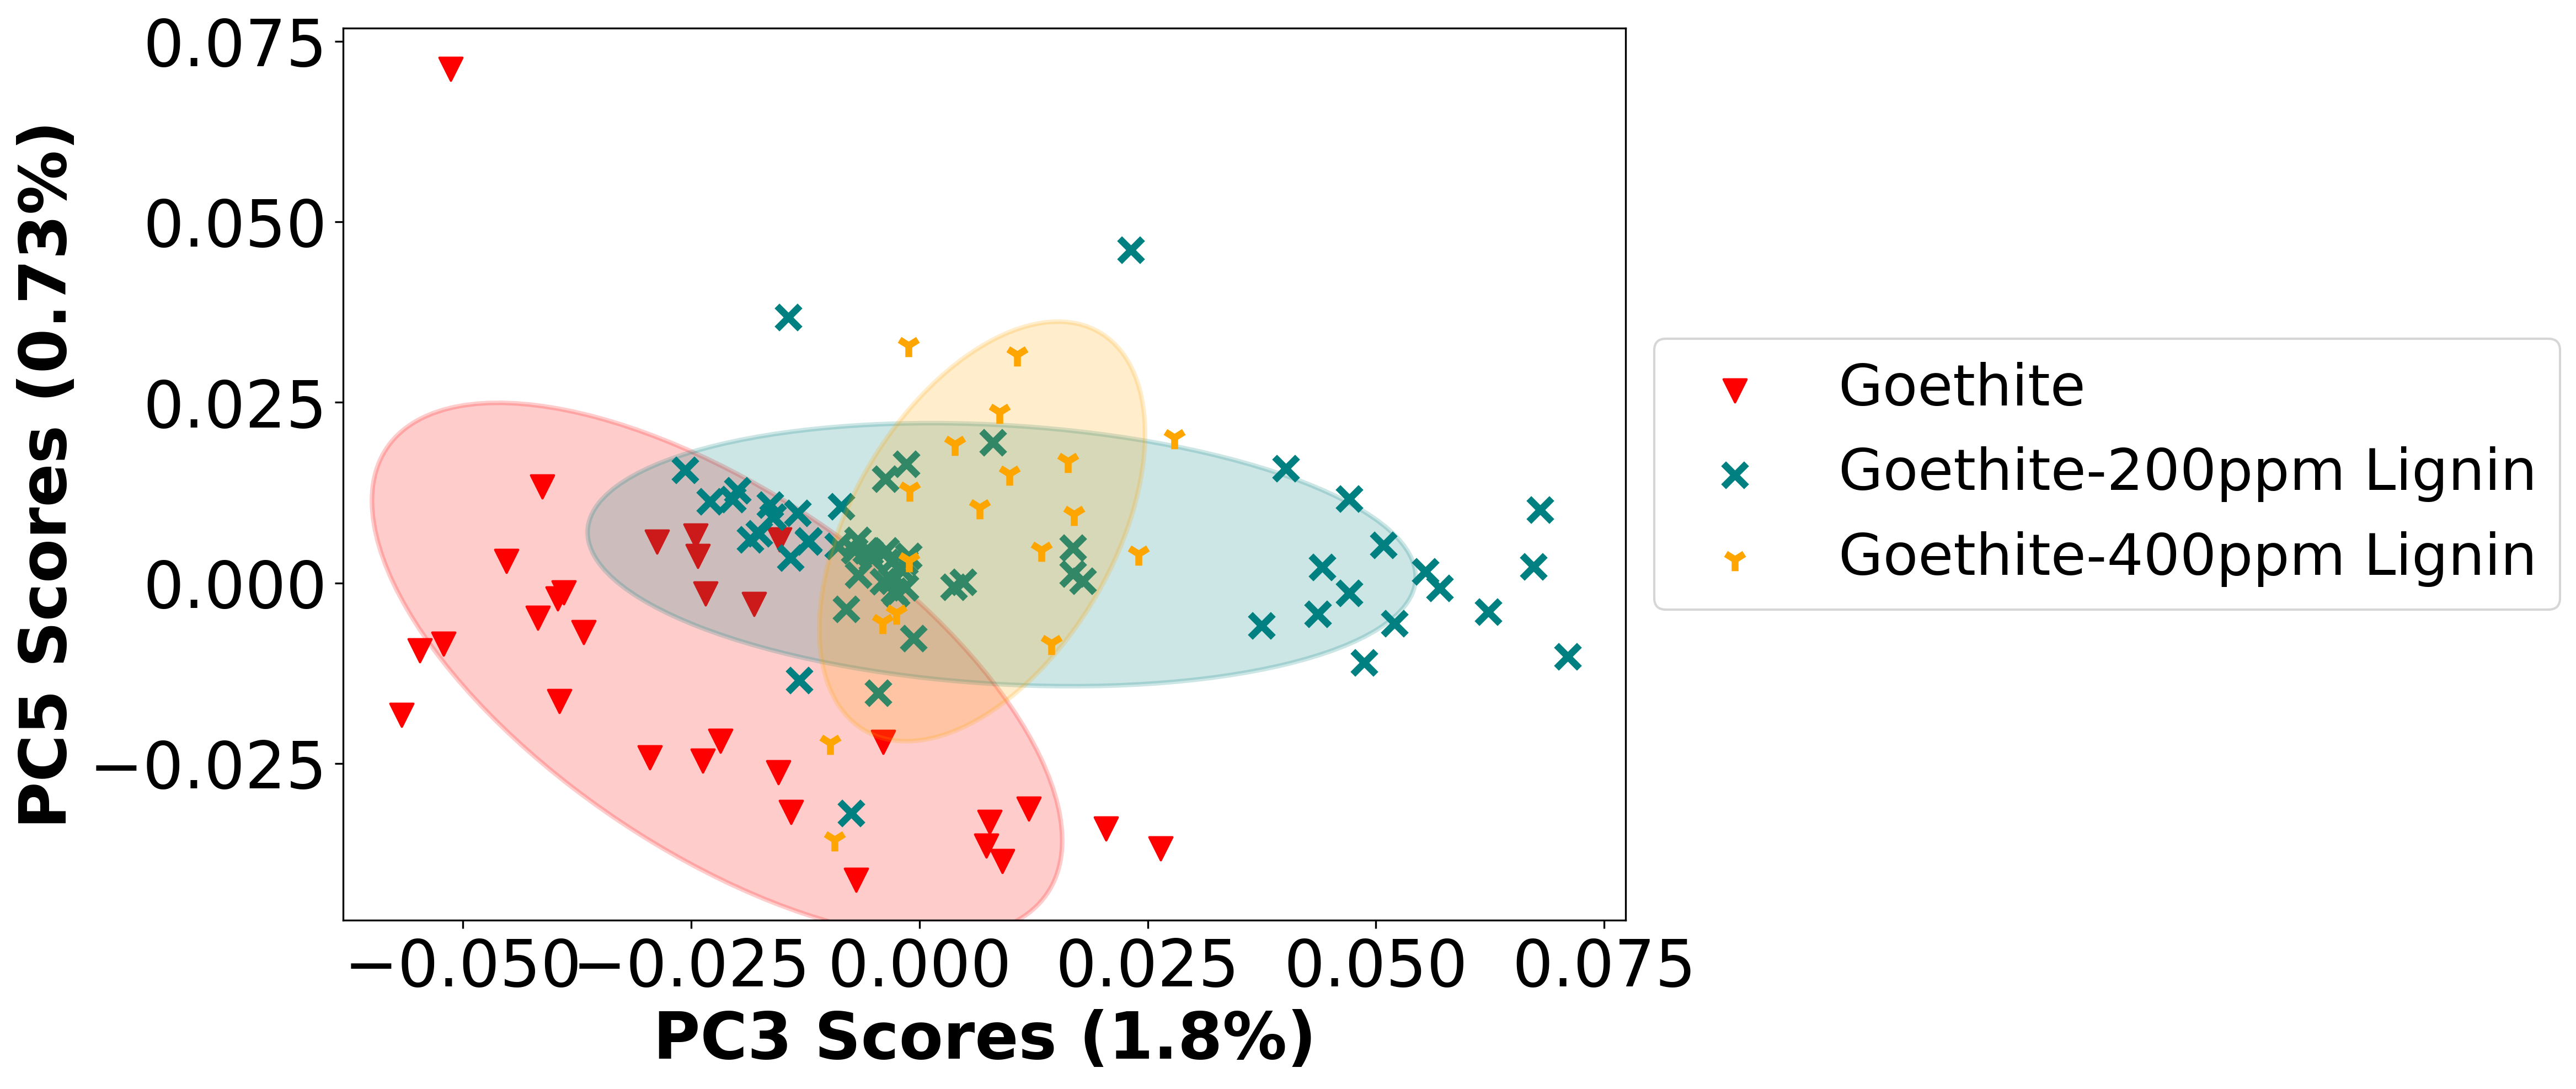 0.075
0.050
0.025
0.000
−0.025
PC5 Scores (0.73%)
−0.050
−0.025
0.000
0.025
0.050
0.075
PC3 Scores (1.8%)
Goethite
Goethite-200ppm Lignin
Goethite-400ppm Lignin